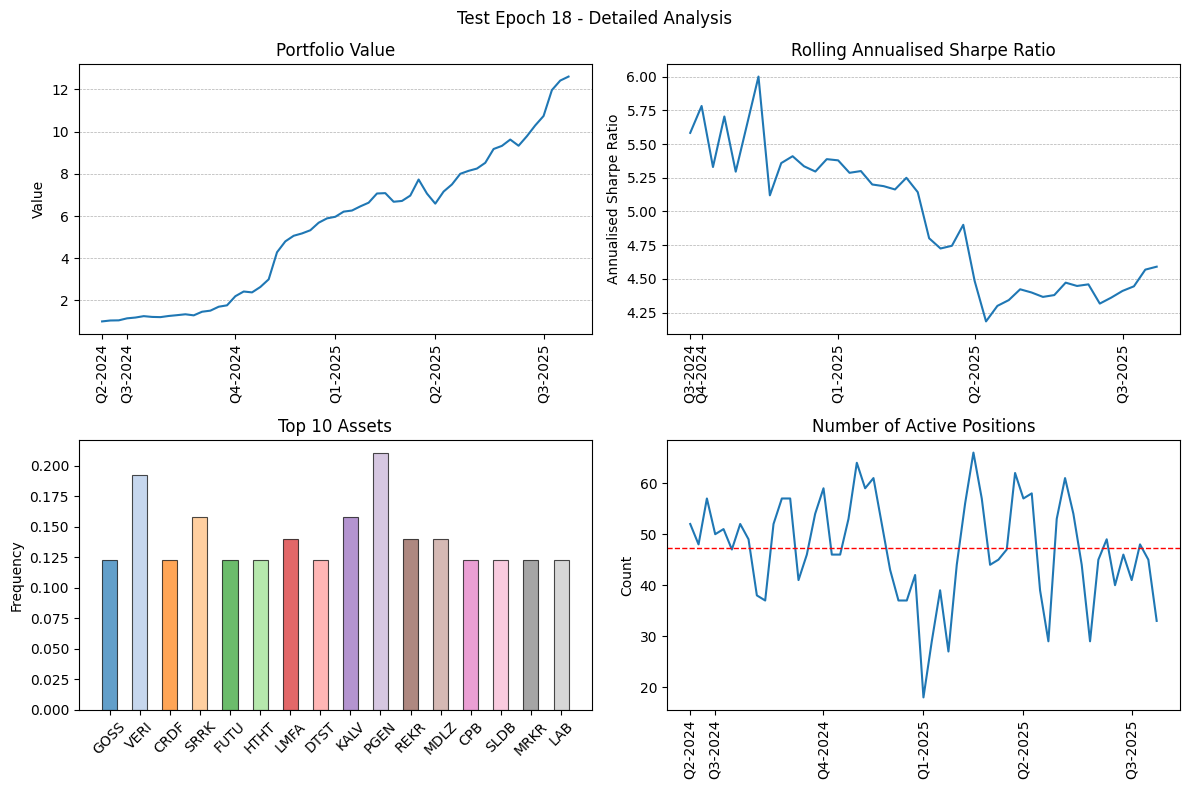 Test Epoch 18 - Detailed Analysis
Portfolio Value
Value
12
10
8
6
4
2
Q2-2024
Q3-2024
Q4-2024
Q1-2025
Q2-2025
Q3-2025
Rolling Annualised Sharpe Ratio
Annualised Sharpe Ratio
6.00
5.75
5.50
5.25
5.00
4.75
4.50
4.25
Q3-2024
Q4-2024
Q1-2025
Q2-2025
Q3-2025
Top 10 Assets
Frequency
0.200
0.175
0.150
0.125
0.100
0.075
0.050
0.025
0.000
GOSS
VERI
CRDF
SRRK
FUTU
HTHT
LMFA
DTST
KALV
PGEN
REKR
MDLZ
CPB
SLDB
MRKR
LAB
Number of Active Positions
Count
60
50
40
30
20
Q2-2024
Q3-2024
Q4-2024
Q1-2025
Q2-2025
Q3-2025